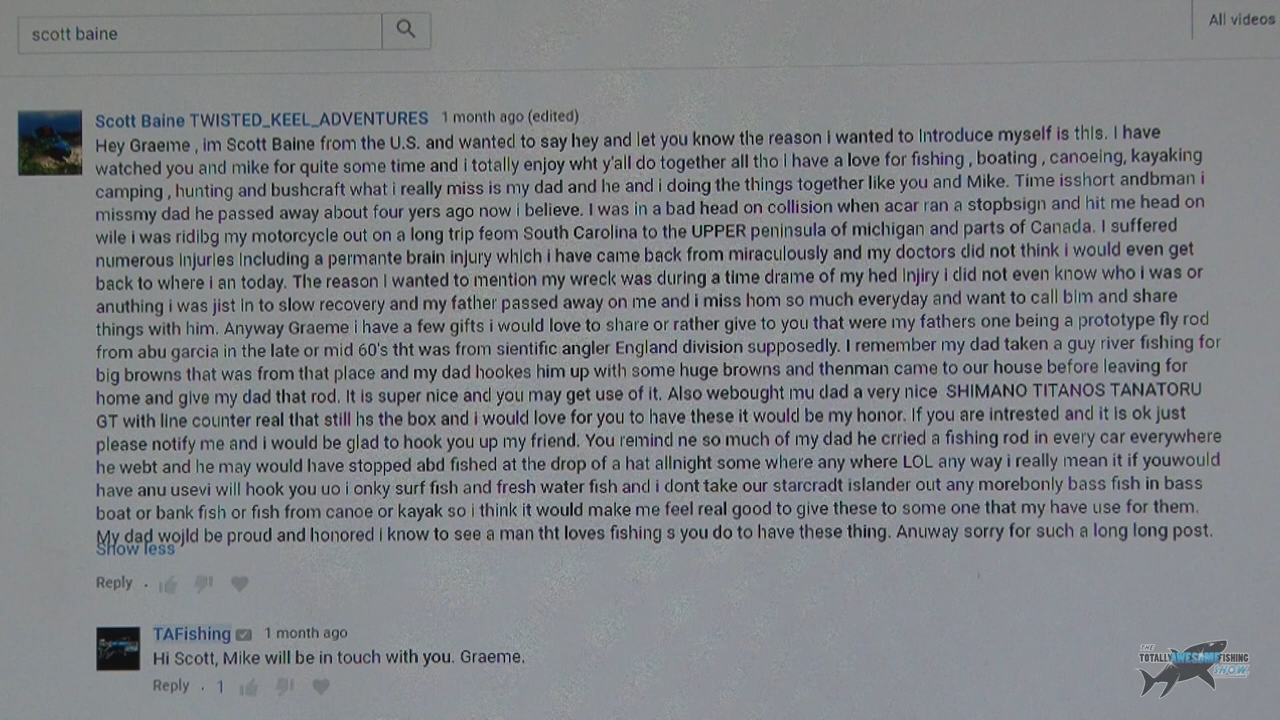 scott baine
All videos
Scott Baine TWISTED_KEEL_ADVENTURES 1 month ago (edited)
Hey Graeme , im Scott Baine from the U.S. and wanted to say hey and let you know the reason i wanted to Introduce myself is this. I have
watched you and mike for quite some time and i totally enjoy wht y'all do together all tho i have a love for fishing , boating , canoeing, kayaking
camping , hunting and bushcraft what i really miss is my dad and he and i doing the things together like you and Mike. Time isshort andbman i
missmy dad he passed away about four yers ago now i believe. I was in a bad head on collision when acar ran a stopbsign and hit me head on
wile i was ridibg my motorcycle out on a long trip feom South Carolina to the UPPER peninsula of michigan and parts of Canada. I suffered
numerous Injuries Including a permante brain injury which i have came back from miraculously and my doctors did not think i would even get
back to where i an today. The reason I wanted to mention my wreck was during a time drame of my hed Injiry i did not even know who i was or
anuthing i was jist In to slow recovery and my father passed away on me and i miss hom so much everyday and want to call bim and share
things with him. Anyway Graeme i have a few gifts i would love to share or rather give to you that were my fathers one being a prototype fly rod
from abu garcia in the late or mid 60's tht was from sientific angler England division supposedly. I remember my dad taken a guy river fishing for
big browns that was from that place and my dad hookes him up with some huge browns and thenman came to our house before leaving for
home and give my dad that rod. It is super nice and you may get use of it. Also webought mu dad a very nice SHIMANO TITANOS TANATORU
GT with line counter real that still hs the box and i would love for you to have these it would be my honor. If you are intrested and it is ok just
please notify me and i would be glad to hook you up my friend. You remind ne so much of my dad he crried a fishing rod in every car everywhere
he webt and he may would have stopped abd fished at the drop of a hat allnight some where any where LOL any way i really mean it if youwould
have anu usevi will hook you uo i onky surf fish and fresh water fish and i dont take our starcradt islander out any morebonly bass fish in bass
boat or bank fish or fish from canoe or kayak so i think it would make me feel real good to give these to some one that my have use for them.
My dad wojld be proud and honored i know to see a man tht loves fishing s you do to have these thing. Anuway sorry for such a long long post.
Show less
Reply
TAFishing 1 month ago
Hi Scott, Mike will be in touch with you. Graeme.
Reply . 1
THE
TOTALLYAWESOMEFISHING
SHOW